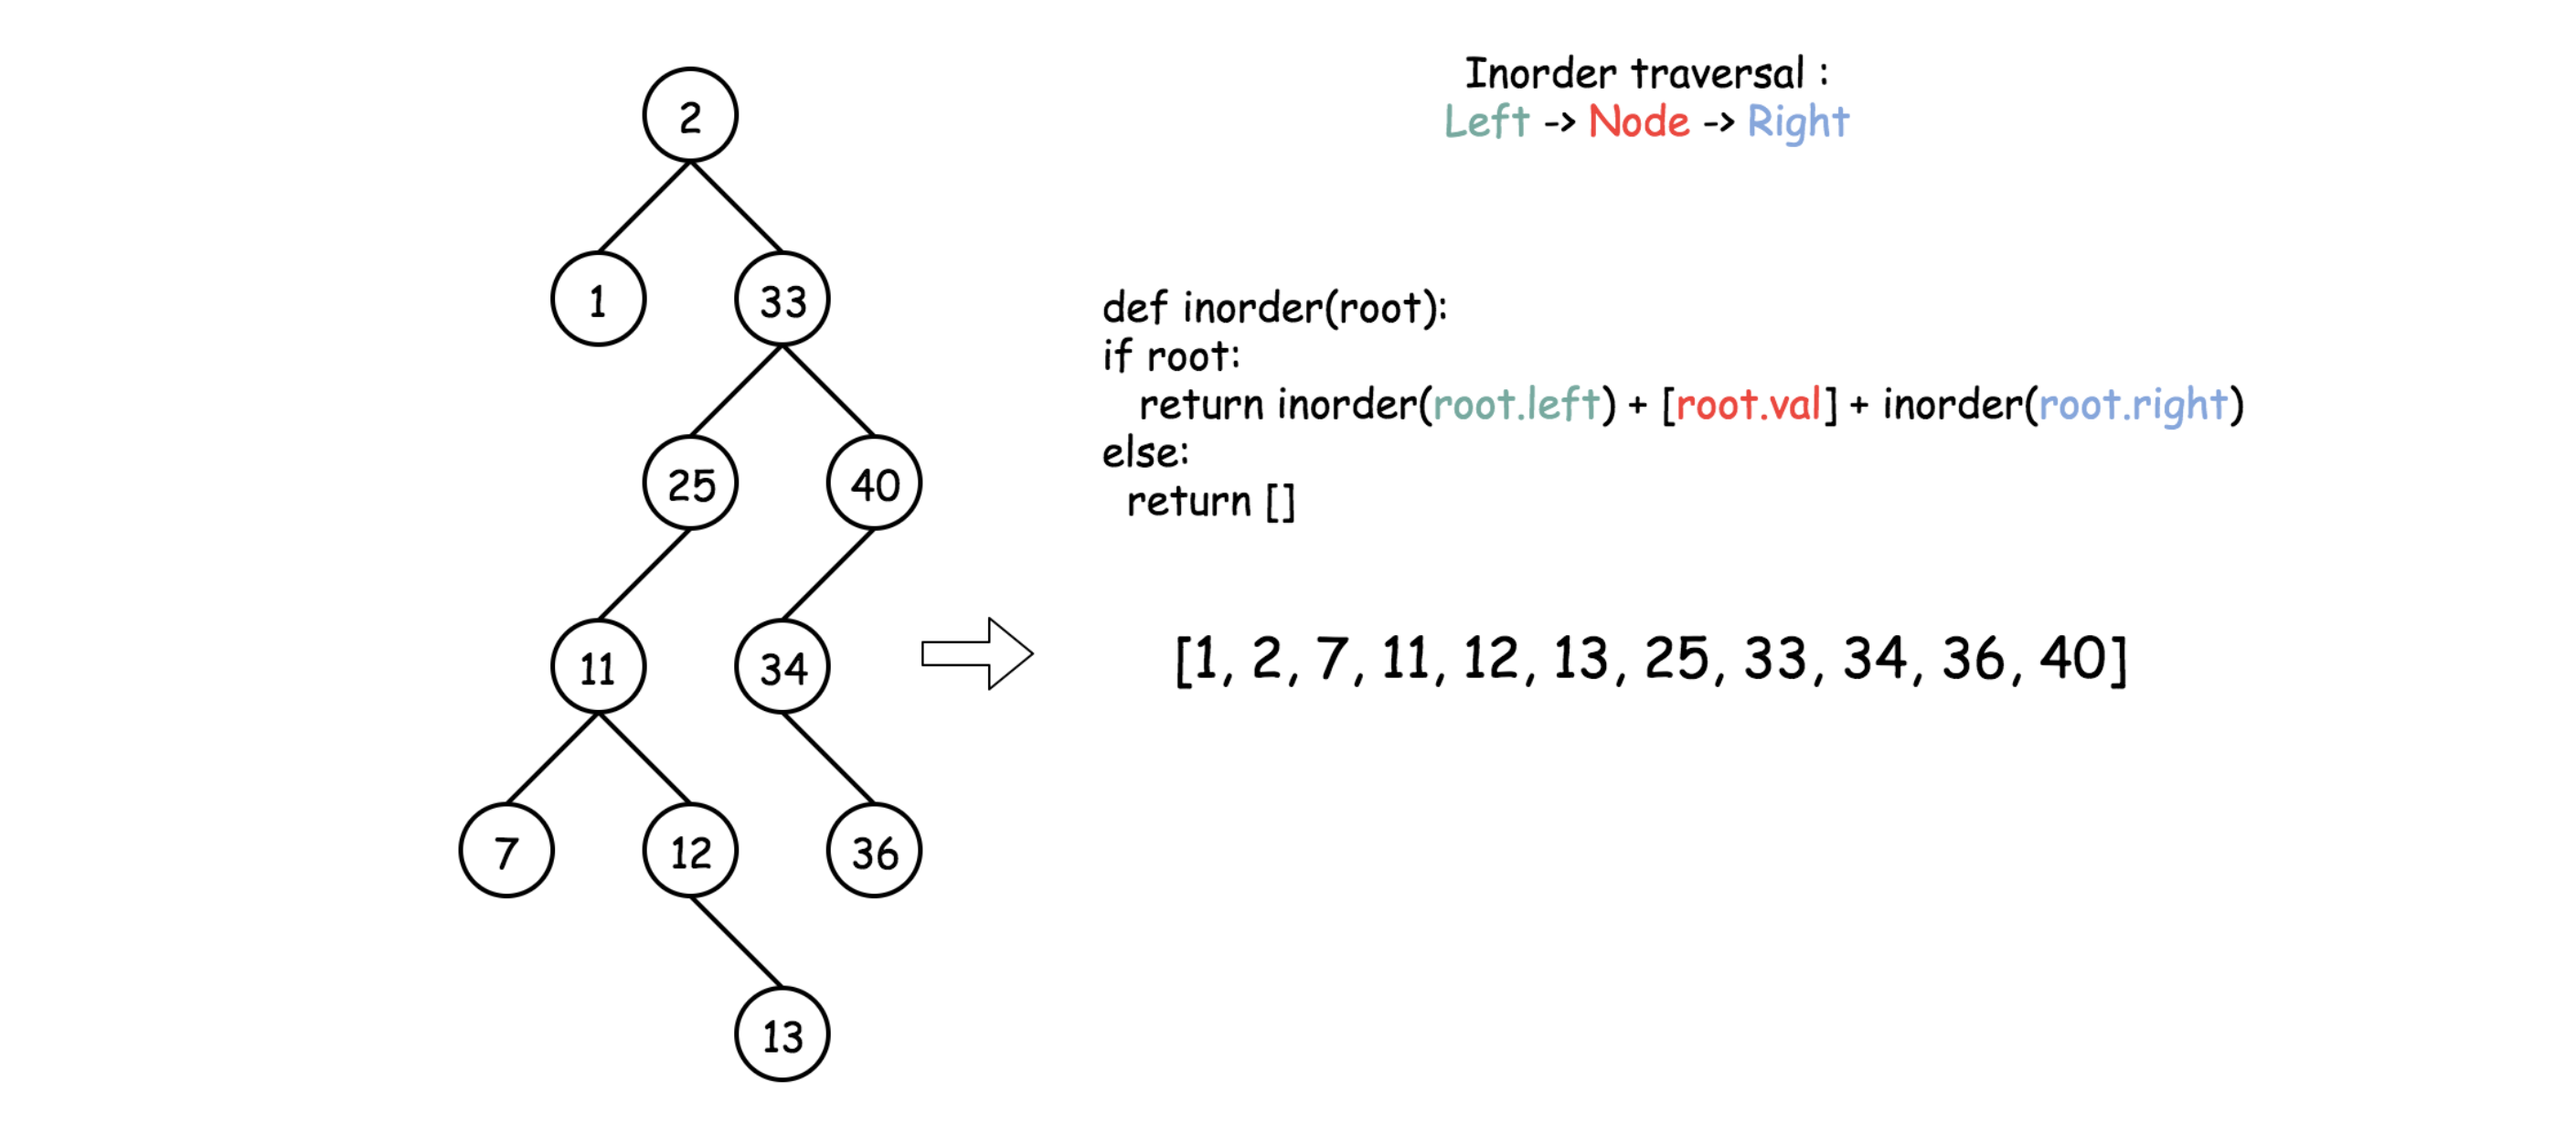 2
Inorder traversal :
Left -> Node -> Right
1
33
def inorder(root):
if root:
return inorder(root.left) + [root.val] + inorder(root.right)
else:
return []
25
40
11
34
[1, 2, 7, 11, 12, 13, 25, 33, 34, 36, 40]
7
12
36
13